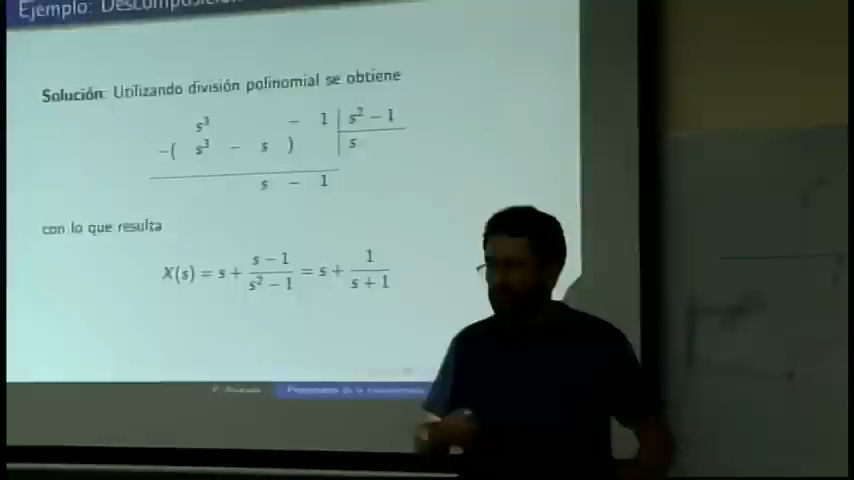 Ejemplo: Descomposición
Solución: Utilizando división polinomial se obtiene
s³ − 1 | s² − 1
−( s³ − s ) | s
s − 1
con lo que resulta
X(s) = s + (s − 1)/(s² − 1) = s + 1/(s + 1)